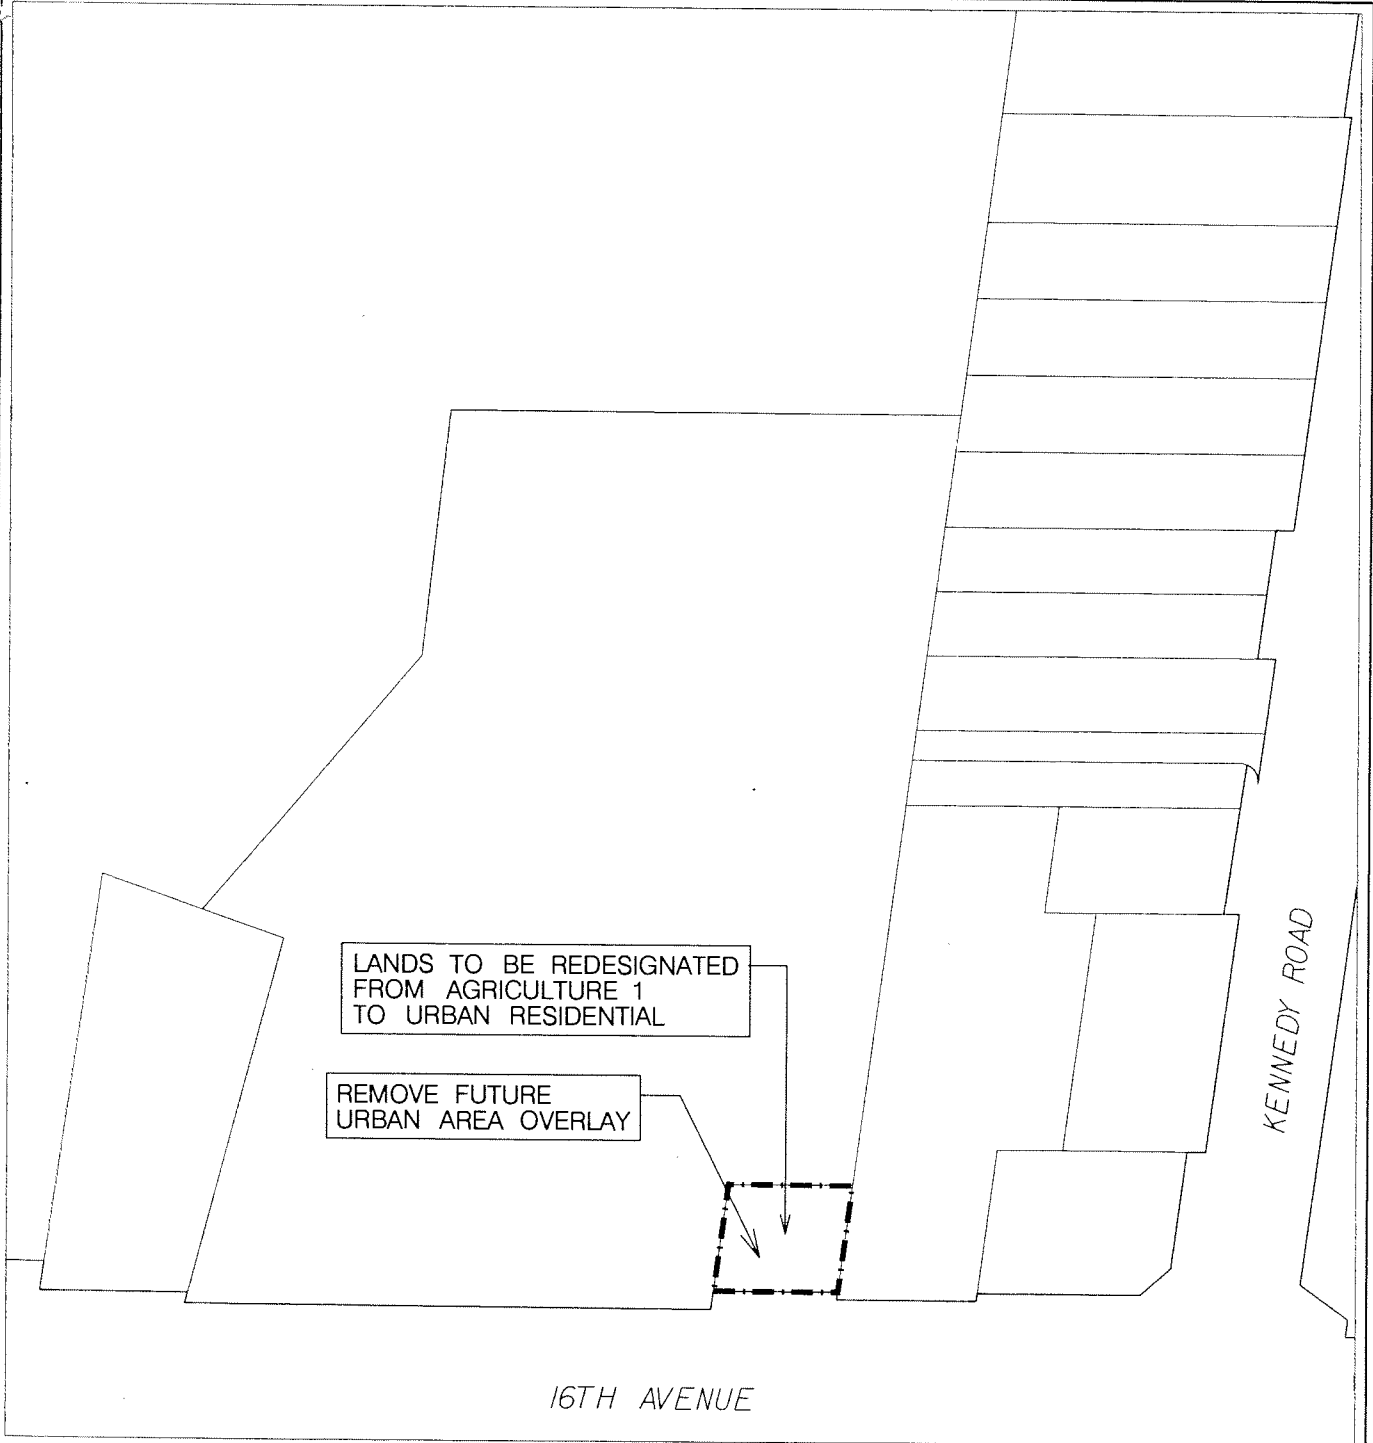 LANDS TO BE REDESIGNATED
FROM AGRICULTURE 1
TO URBAN RESIDENTIAL
REMOVE FUTURE
URBAN AREA OVERLAY
KENNEDY ROAD
16TH AVENUE